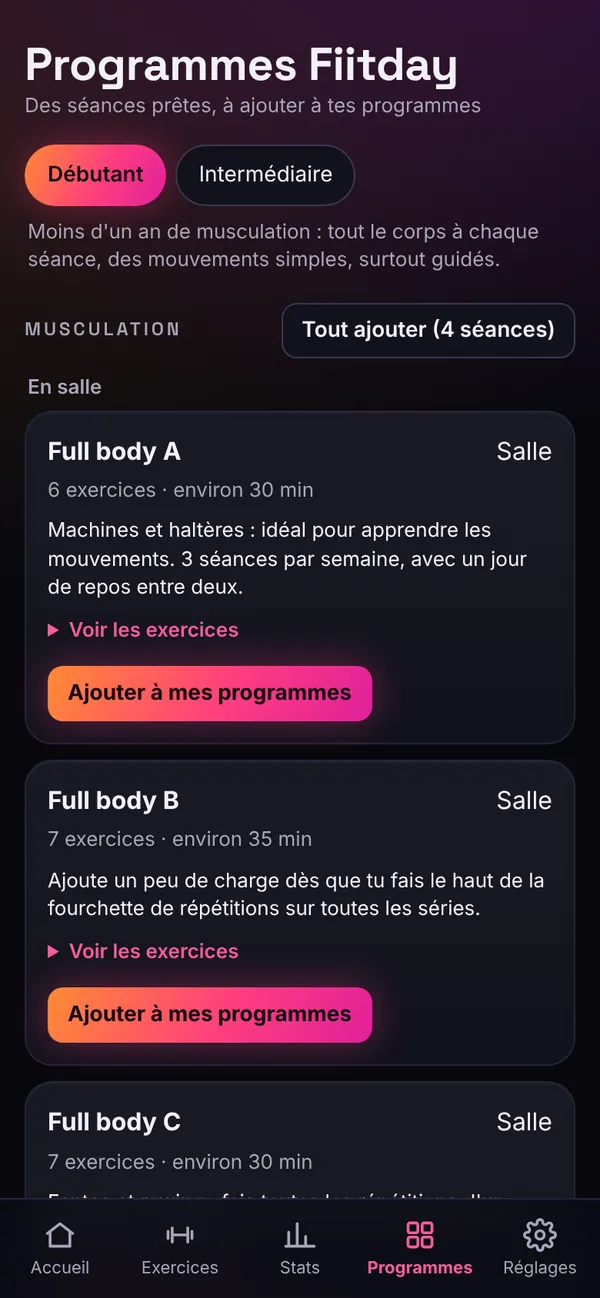 Programmes Fiitday
Des séances prêtes, à ajouter à tes programmes
Débutant
Intermédiaire
Moins d'un an de musculation : tout le corps à chaque
séance, des mouvements simples, surtout guidés.
MUSCULATION
Tout ajouter (4 séances)
En salle
Full body A
Salle
6 exercices · environ 30 min
Machines et haltères : idéal pour apprendre les
mouvements. 3 séances par semaine, avec un jour
de repos entre deux.
▶ Voir les exercices
Ajouter à mes programmes
Full body B
Salle
7 exercices · environ 35 min
Ajoute un peu de charge dès que tu fais le haut de la
fourchette de répétitions sur toutes les séries.
▶ Voir les exercices
Ajouter à mes programmes
Full body C
Salle
7 exercices · environ 30 min
Accueil
Exercices
Stats
Programmes
Réglages